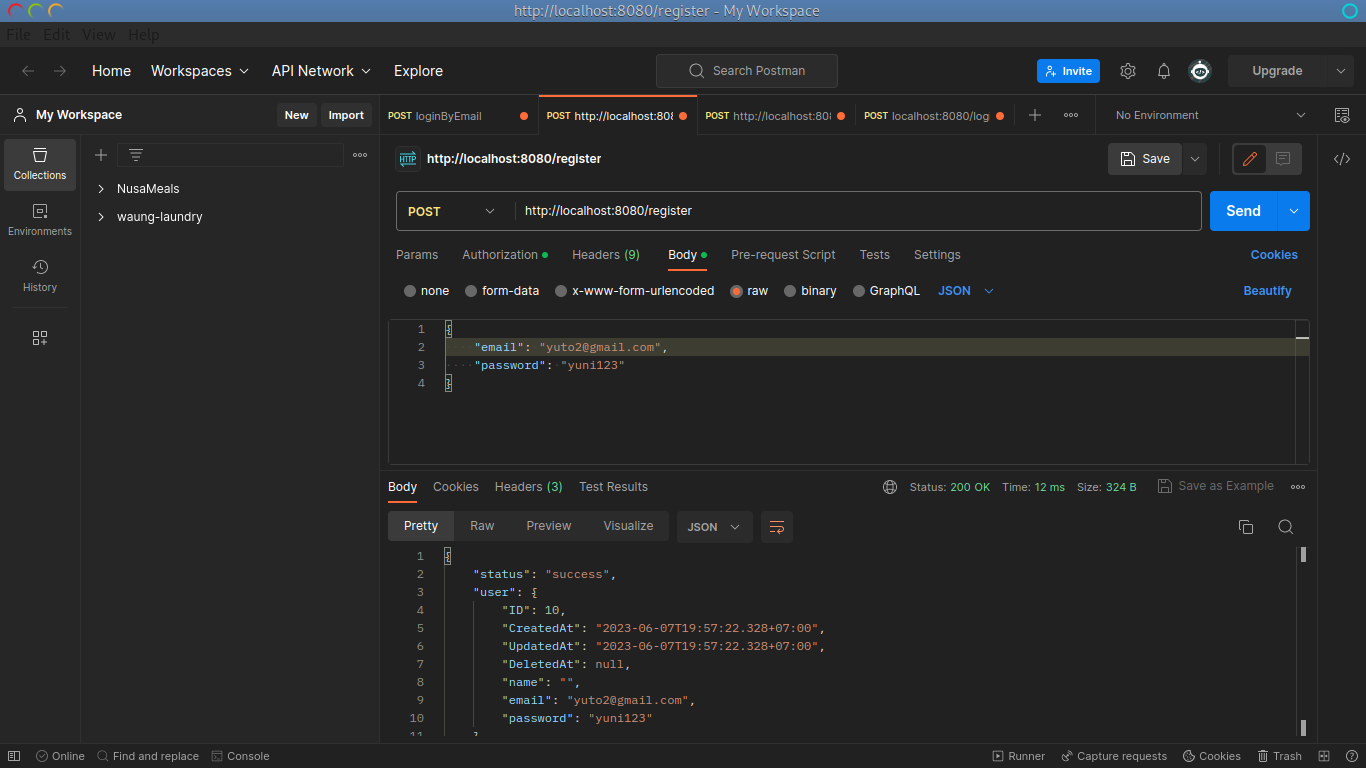 http://localhost:8080/register - My Workspace
File Edit View Help
Home Workspaces API Network Explore Search Postman Invite Upgrade
My Workspace New Import
POST loginByEmail POST http://localhost:808 POST http://localhost:808 POST localhost:8080/logi No Environment
Collections
Environments
History
NusaMeals
waung-laundry
HTTP http://localhost:8080/register Save
POST http://localhost:8080/register Send
Params Authorization Headers (9) Body Pre-request Script Tests Settings Cookies
none form-data x-www-form-urlencoded raw binary GraphQL JSON Beautify
1 {
2 "email": "yuto2@gmail.com",
3 "password": "yuni123"
4 }
Body Cookies Headers (3) Test Results Status: 200 OK Time: 12 ms Size: 324 B Save as Example
Pretty Raw Preview Visualize JSON
1 {
2 "status": "success",
3 "user": {
4 "ID": 10,
5 "CreatedAt": "2023-06-07T19:57:22.328+07:00",
6 "UpdatedAt": "2023-06-07T19:57:22.328+07:00",
7 "DeletedAt": null,
8 "name": "",
9 "email": "yuto2@gmail.com",
10 "password": "yuni123"
11 }
Online Find and replace Console Runner Capture requests Cookies Trash